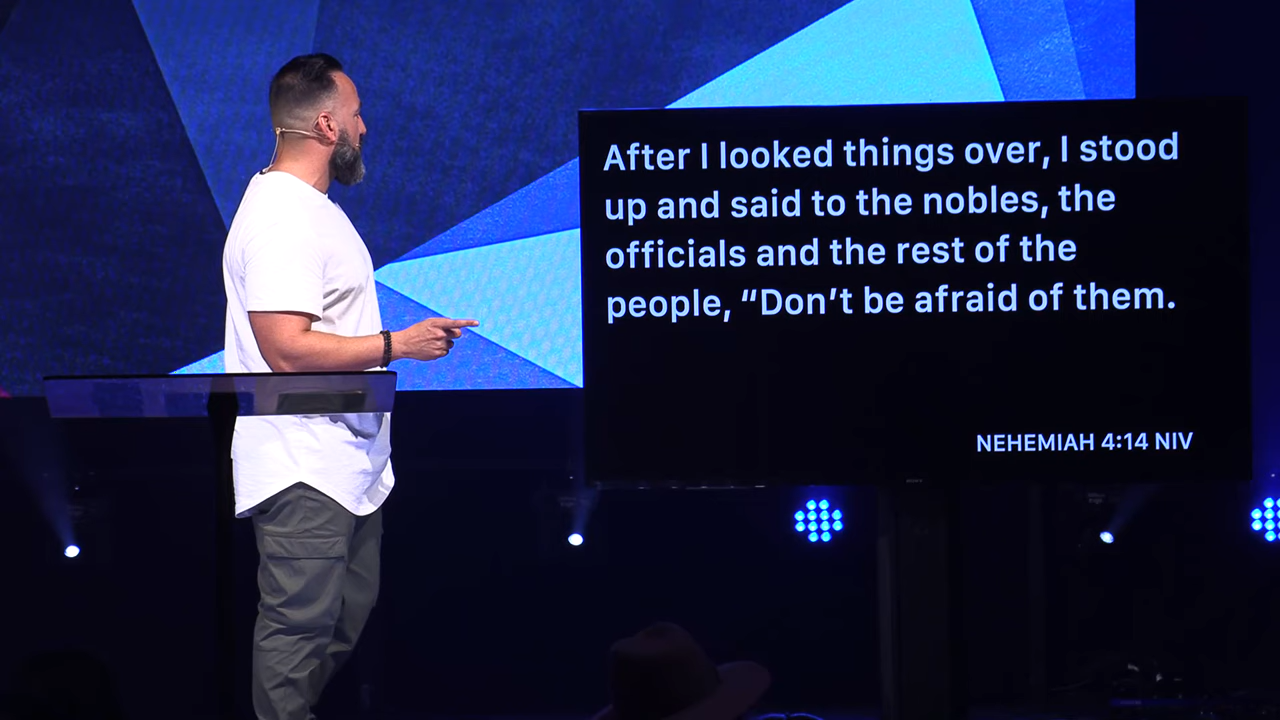 After I looked things over, I stood
up and said to the nobles, the
officials and the rest of the
people, “Don’t be afraid of them.
NEHEMIAH 4:14 NIV